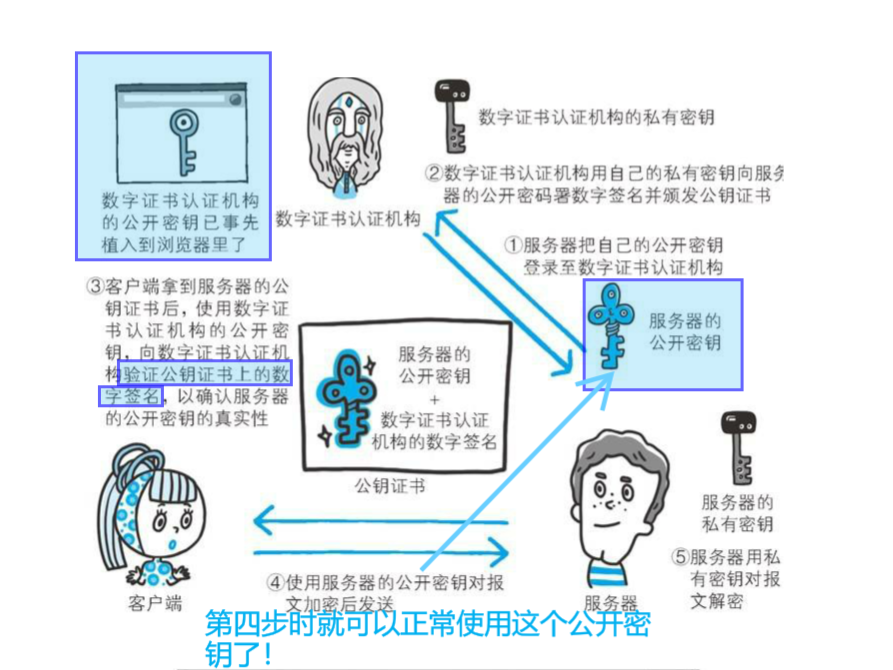 数字证书认证机构的私有密钥
②数字证书认证机构用自己的私有密钥向服务
器的公开密码署数字签名并颁发公钥证书
数字证书认证机构
的公开密钥已事先
植入到浏览器里了
数字证书认证机构
①服务器把自己的公开密钥
登录至数字证书认证机构
③客户端拿到服务器的公
钥证书后，使用数字证
书认证机构的公开密
钥，向数字证书认证机
构验证公钥证书上的数
字签名，以确认服务器
的公开密钥的真实性
服务器的
公开密钥
服务器的
公开密钥
+
数字证书认证
机构的数字签名
公钥证书
服务器的
私有密钥
⑤服务器用私
有密钥对报
文解密
④使用服务器的公开密钥对报
文加密后发送
客户端
服务器
第四步时就可以正常使用这个公开密
钥了！